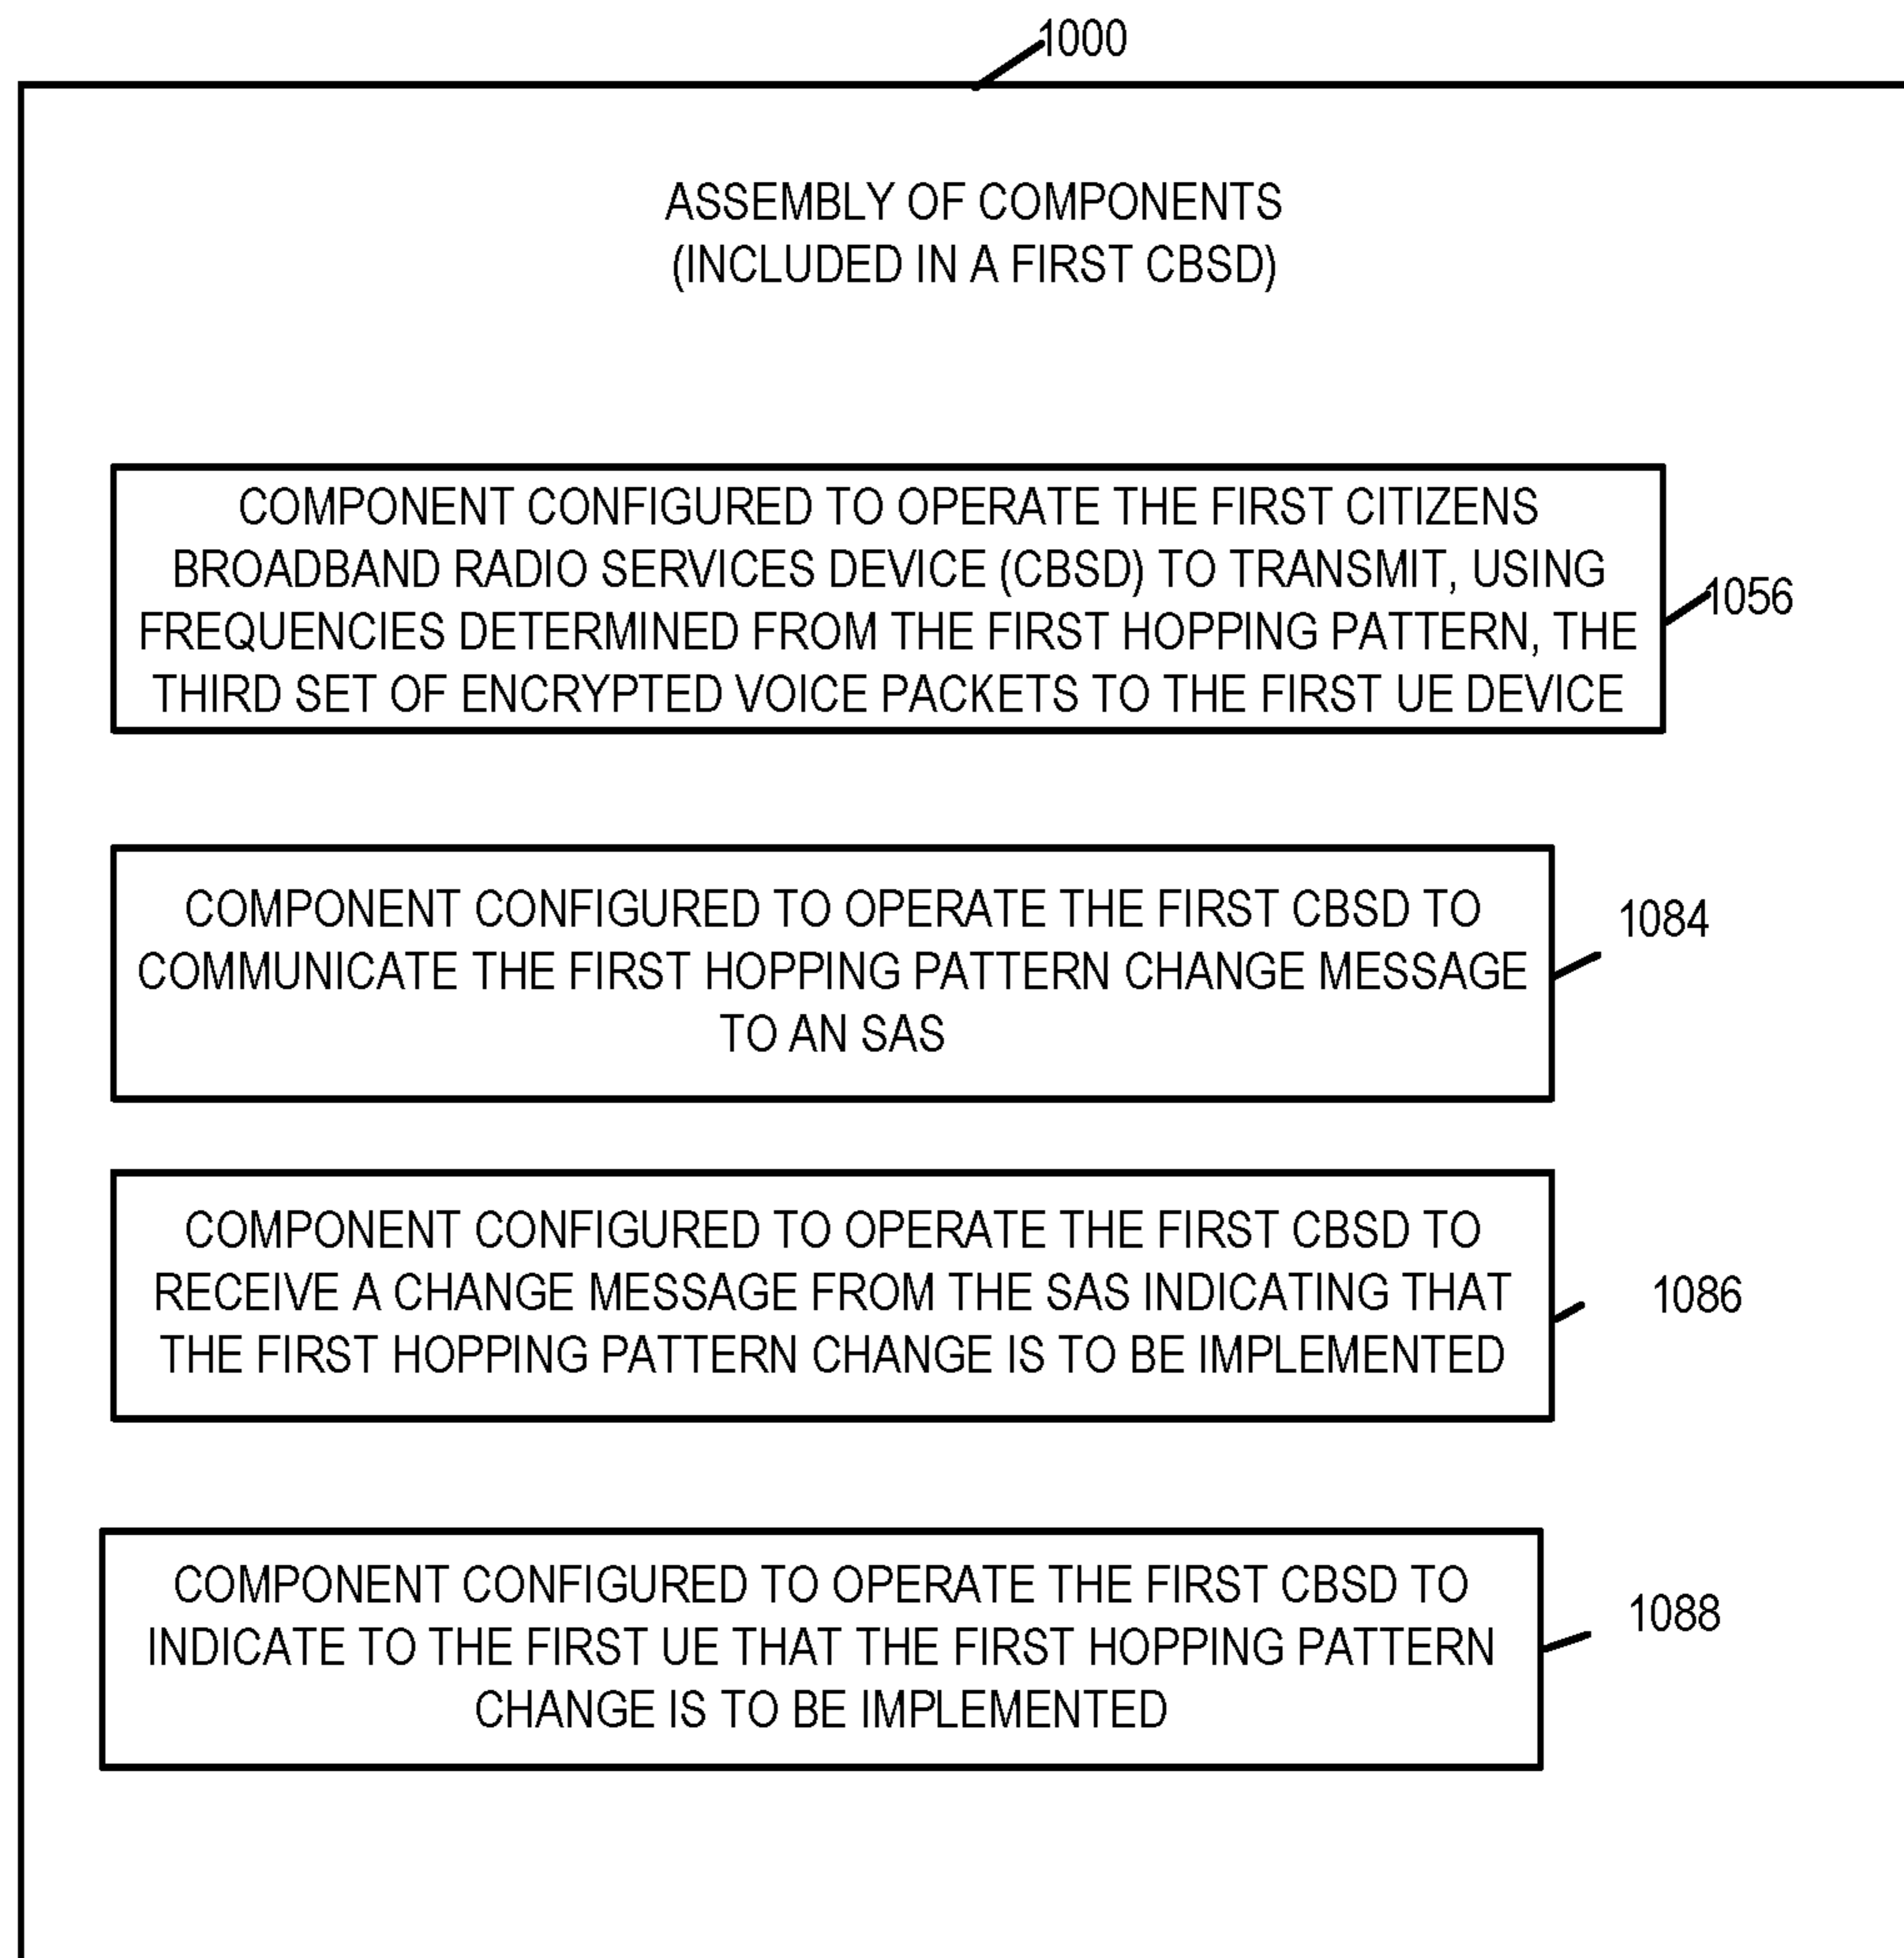 1000
ASSEMBLY OF COMPONENTS
(INCLUDED IN A FIRST CBSD)
COMPONENT CONFIGURED TO OPERATE THE FIRST CITIZENS
BROADBAND RADIO SERVICES DEVICE (CBSD) TO TRANSMIT, USING
FREQUENCIES DETERMINED FROM THE FIRST HOPPING PATTERN, THE
THIRD SET OF ENCRYPTED VOICE PACKETS TO THE FIRST UE DEVICE
1056
COMPONENT CONFIGURED TO OPERATE THE FIRST CBSD TO
COMMUNICATE THE FIRST HOPPING PATTERN CHANGE MESSAGE
TO AN SAS
1084
COMPONENT CONFIGURED TO OPERATE THE FIRST CBSD TO
RECEIVE A CHANGE MESSAGE FROM THE SAS INDICATING THAT
THE FIRST HOPPING PATTERN CHANGE IS TO BE IMPLEMENTED
1086
COMPONENT CONFIGURED TO OPERATE THE FIRST CBSD TO
INDICATE TO THE FIRST UE THAT THE FIRST HOPPING PATTERN
CHANGE IS TO BE IMPLEMENTED
1088